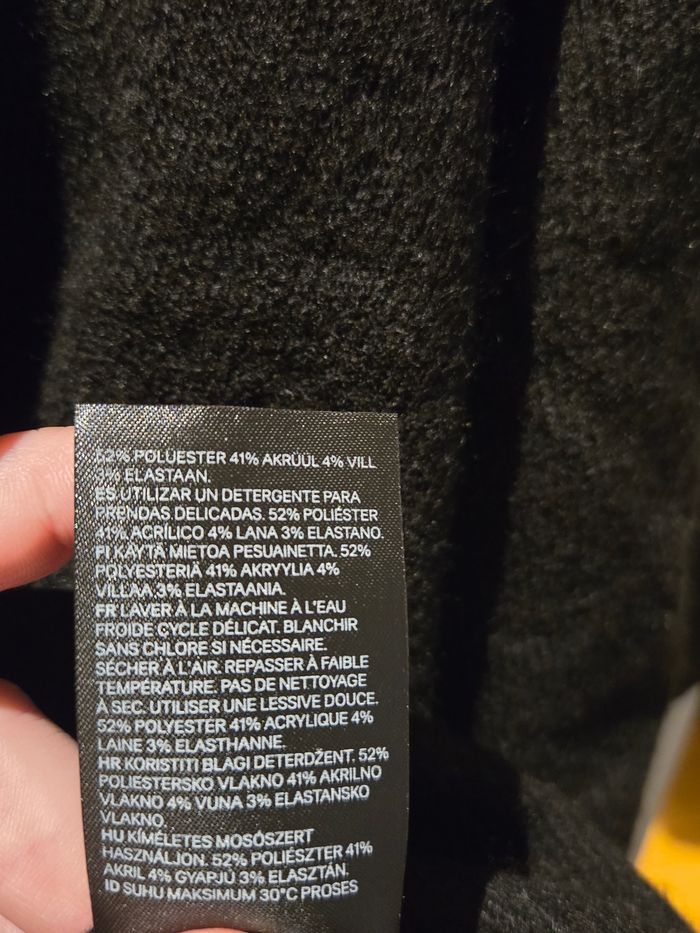 52% POLÜESTER 41% AKRÜÜL 4% VILL
3% ELASTAAN.
ES UTILIZAR UN DETERGENTE PARA
PRENDAS DELICADAS. 52% POLIÉSTER
41% ACRÍLICO 4% LANA 3% ELASTANO.
FI KÄYTÄ MIETOA PESUAINETTA. 52%
POLYESTERIÄ 41% AKRYYLIÄ 4%
VILLAA 3% ELASTAANIA.
FR LAVER À LA MACHINE À L'EAU
FROIDE CYCLE DÉLICAT. BLANCHIR
SANS CHLORE SI NÉCESSAIRE.
SÉCHER À L'AIR. REPASSER À FAIBLE
TEMPÉRATURE. PAS DE NETTOYAGE
À SEC. UTILISER UNE LESSIVE DOUCE.
52% POLYESTER 41% ACRYLIQUE 4%
LAINE 3% ELASTHANNE.
HR KORISTITI BLAGI DETERDŽENT. 52%
POLIESTERSKO VLAKNO 41% AKRILNO
VLAKNO 4% VUNA 3% ELASTANSKO
VLAKNO.
HU KÍMÉLETES MOSÓSZERT
HASZNÁLJON. 52% POLIÉSZTER 41%
AKRIL 4% GYAPJÚ 3% ELASZTÁN.
ID SUHU MAKSIMUM 30°C PROSES